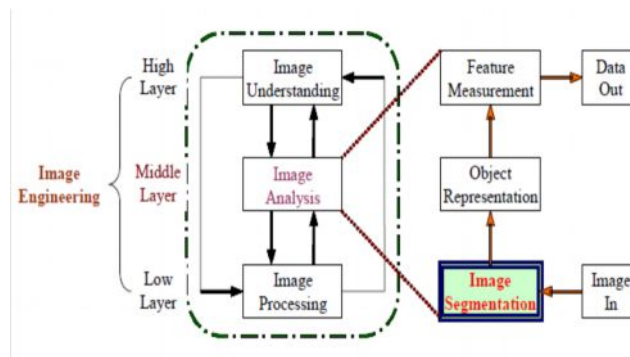 Image
Engineering
High
Layer
Middle
Layer
Low
Layer
Image
Understanding
Image
Analysis
Image
Processing
Feature
Measurement
Data
Out
Object
Representation
Image
Segmentation
Image
In